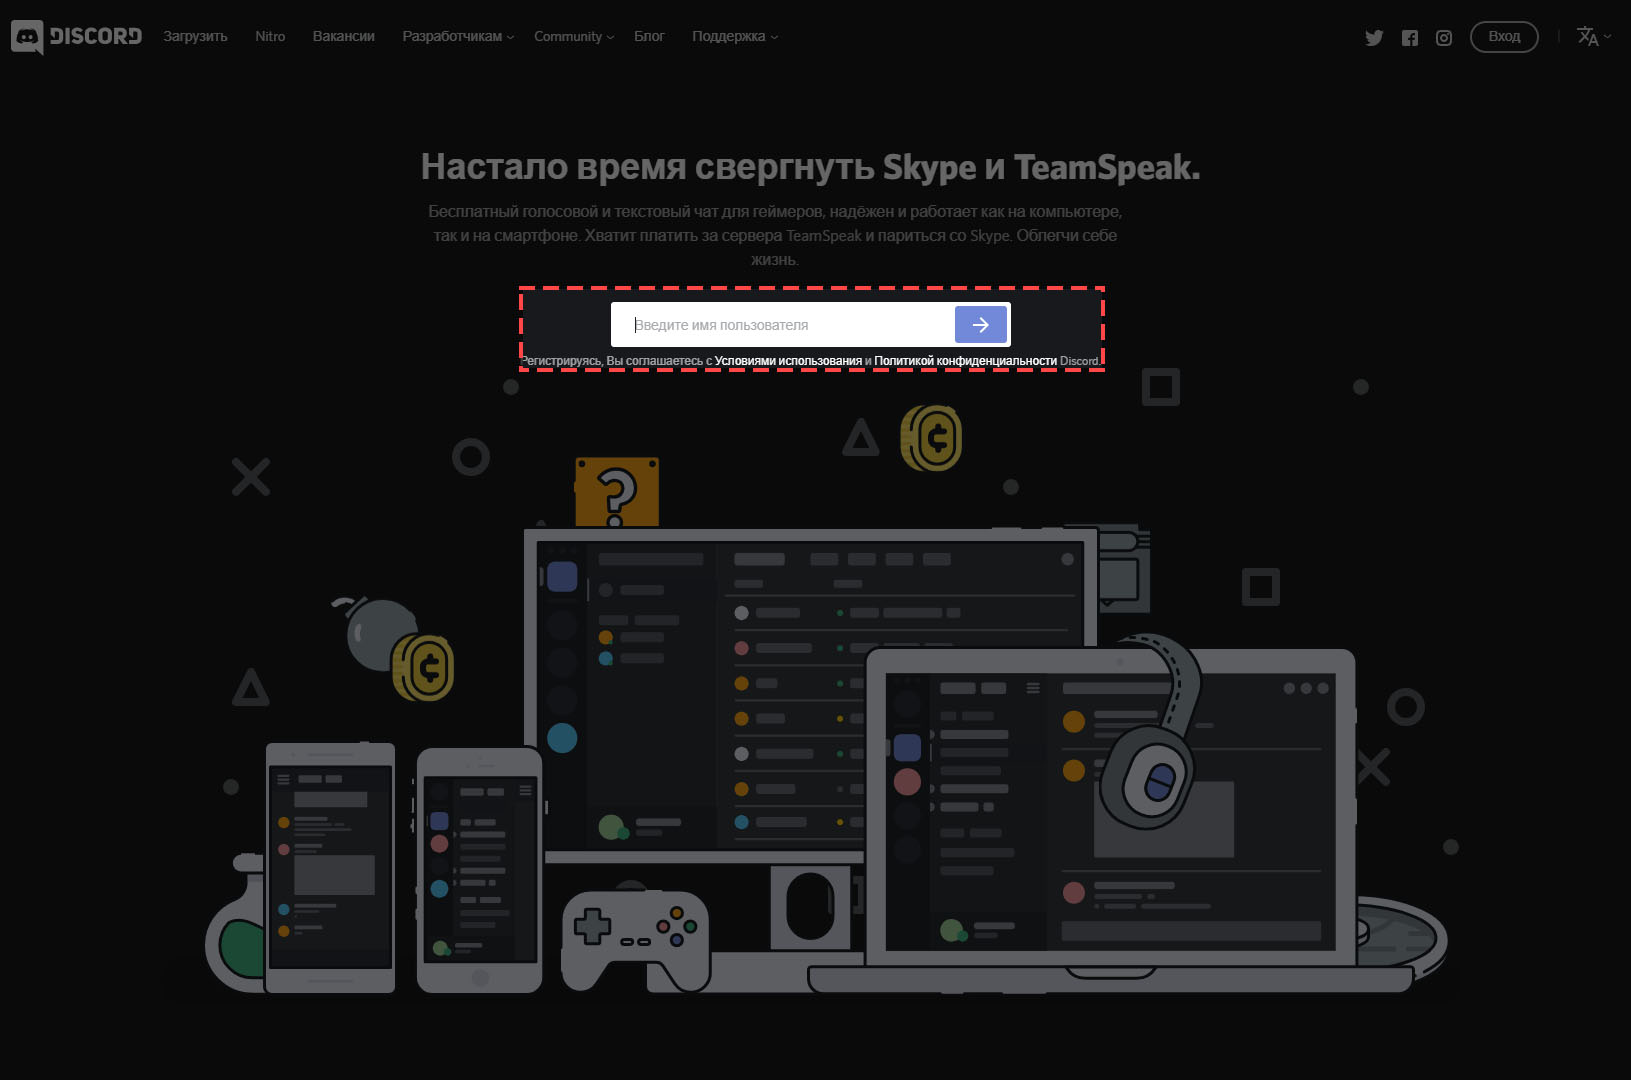 DISCORD Загрузить Nitro Вакансии Разработчикам Community Блог Поддержка Вход
Настало время свергнуть Skype и TeamSpeak.
Бесплатный голосовой и текстовый чат для геймеров, надёжен и работает как на компьютере,
так и на смартфоне. Хватит платить за сервера TeamSpeak и париться со Skype. Облегчи себе
жизнь.
Введите имя пользователя
Регистрируясь, Вы соглашаетесь с Условиями использования и Политикой конфиденциальности Discord.